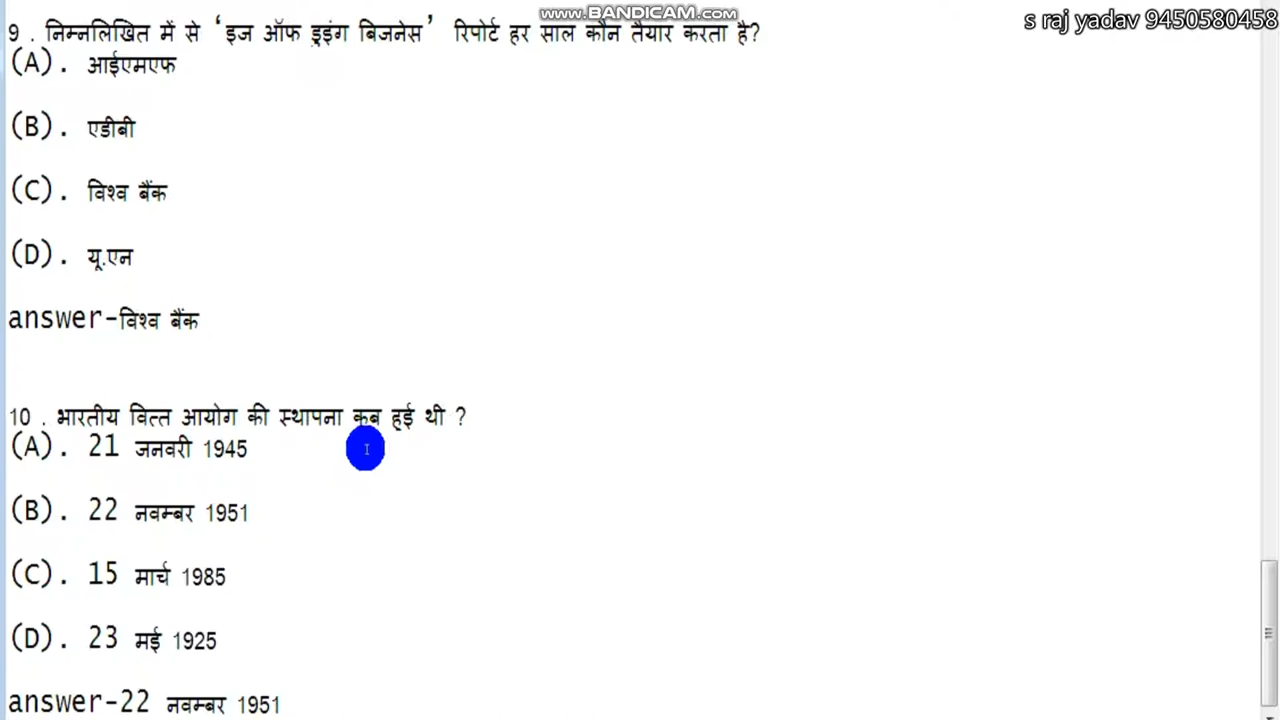 www.BANDICAM.com
s raj yadav 9450580458
9 . निम्नलिखित में से ‘इज ऑफ डूइंग बिजनेस’ रिपोर्ट हर साल कौन तैयार करता है?
(A). आईएमएफ
(B). एडीबी
(C). विश्व बैंक
(D). यू.एन
answer-विश्व बैंक
10 . भारतीय वित्त आयोग की स्थापना कब हुई थी ?
(A). 21 जनवरी 1945
(B). 22 नवम्बर 1951
(C). 15 मार्च 1985
(D). 23 मई 1925
answer-22 नवम्बर 1951